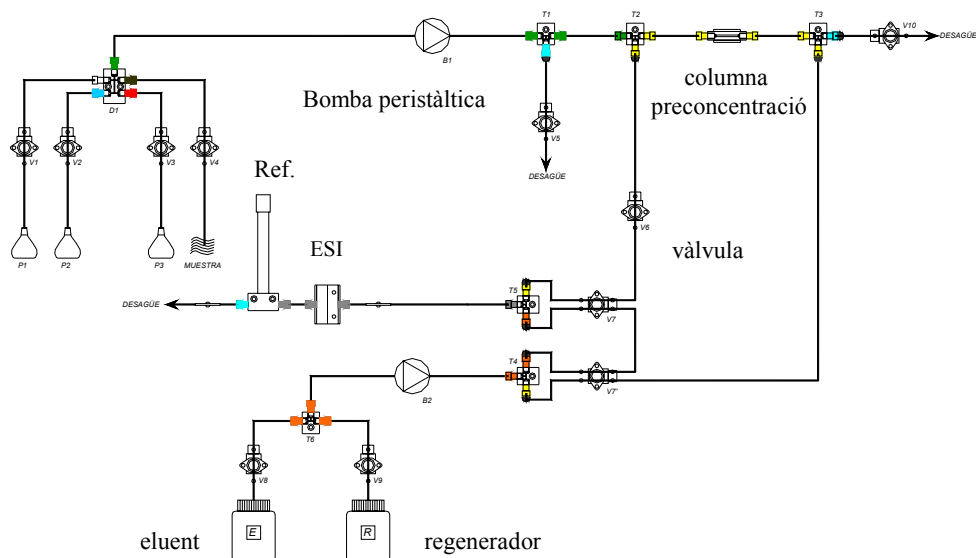 T1
T2
T3
V10
DESAGÜE
B1
D1
Bomba peristàltica
columna
preconcentració
V1
V2
V3
V4
V5
DESAGÜE
Ref.
V6
vàlvula
P1
P2
P3
MUESTRA
ESI
DESAGÜE
T5
V7
T4
V7'
B2
T6
V8
V9
eluent
E
R
regenerador